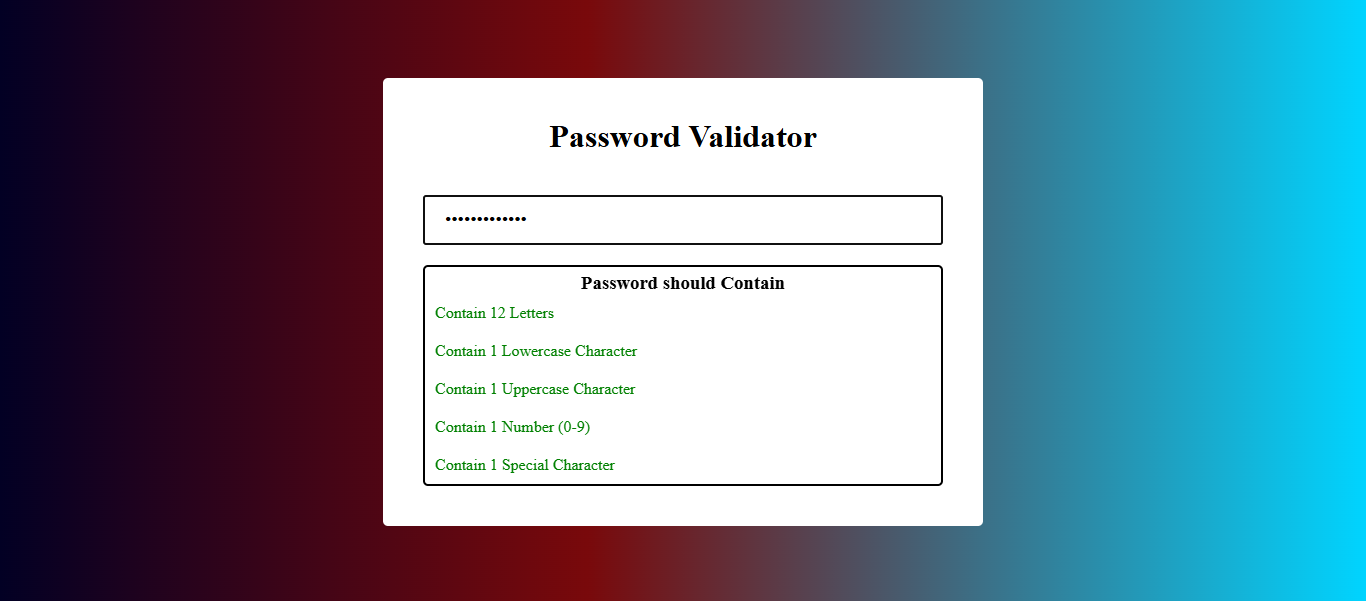 Password Validator
•••••••••••••
Password should Contain
Contain 12 Letters
Contain 1 Lowercase Character
Contain 1 Uppercase Character
Contain 1 Number (0-9)
Contain 1 Special Character